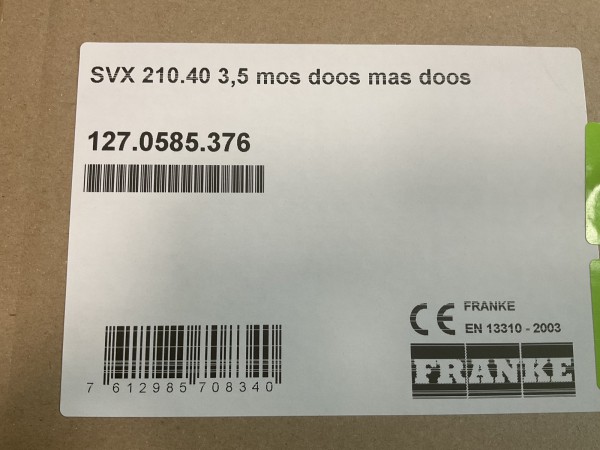 SVX 210.40 3,5 mos doos mas doos
127.0585.376
FRANKE
EN 13310 - 2003
FRANKE
7 612985 708340